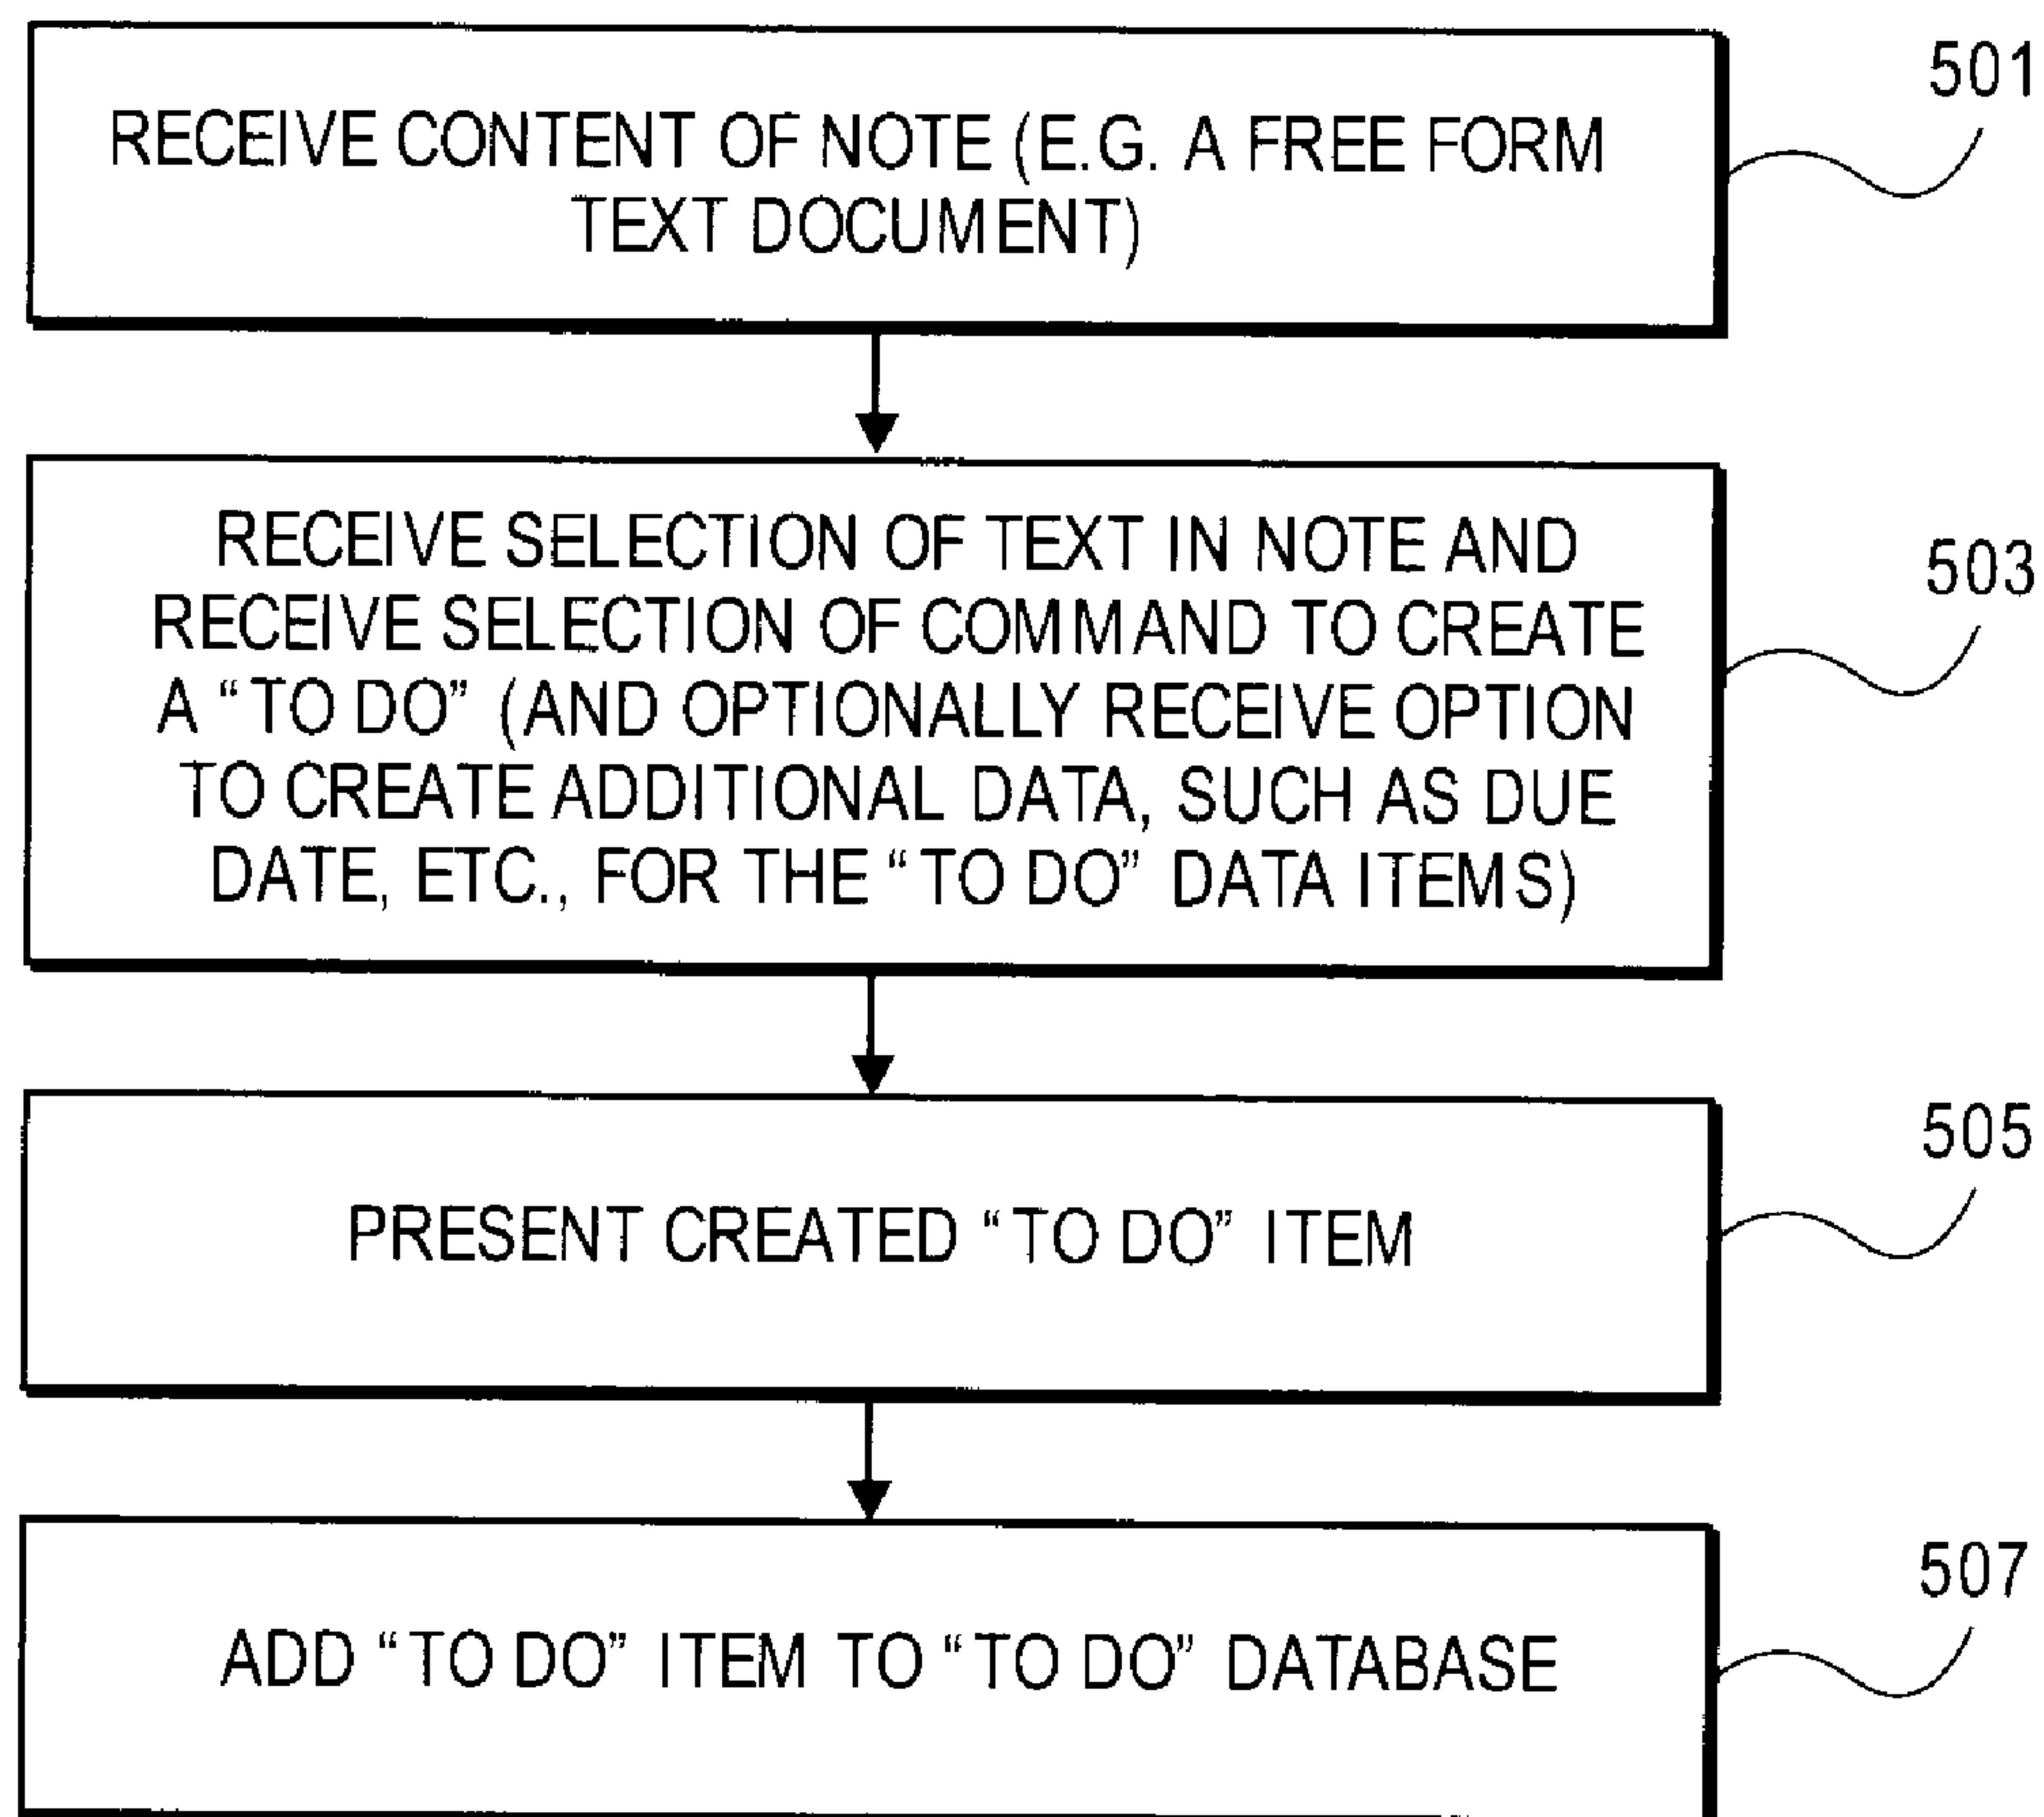 501
RECEIVE CONTENT OF NOTE (E.G. A FREE FORM
TEXT DOCUMENT)
503
RECEIVE SELECTION OF TEXT IN NOTE AND
RECEIVE SELECTION OF COMMAND TO CREATE
A “TO DO” (AND OPTIONALLY RECEIVE OPTION
TO CREATE ADDITIONAL DATA, SUCH AS DUE
DATE, ETC., FOR THE “TO DO” DATA ITEMS)
505
PRESENT CREATED “TO DO” ITEM
507
ADD “TO DO” ITEM TO “TO DO” DATABASE